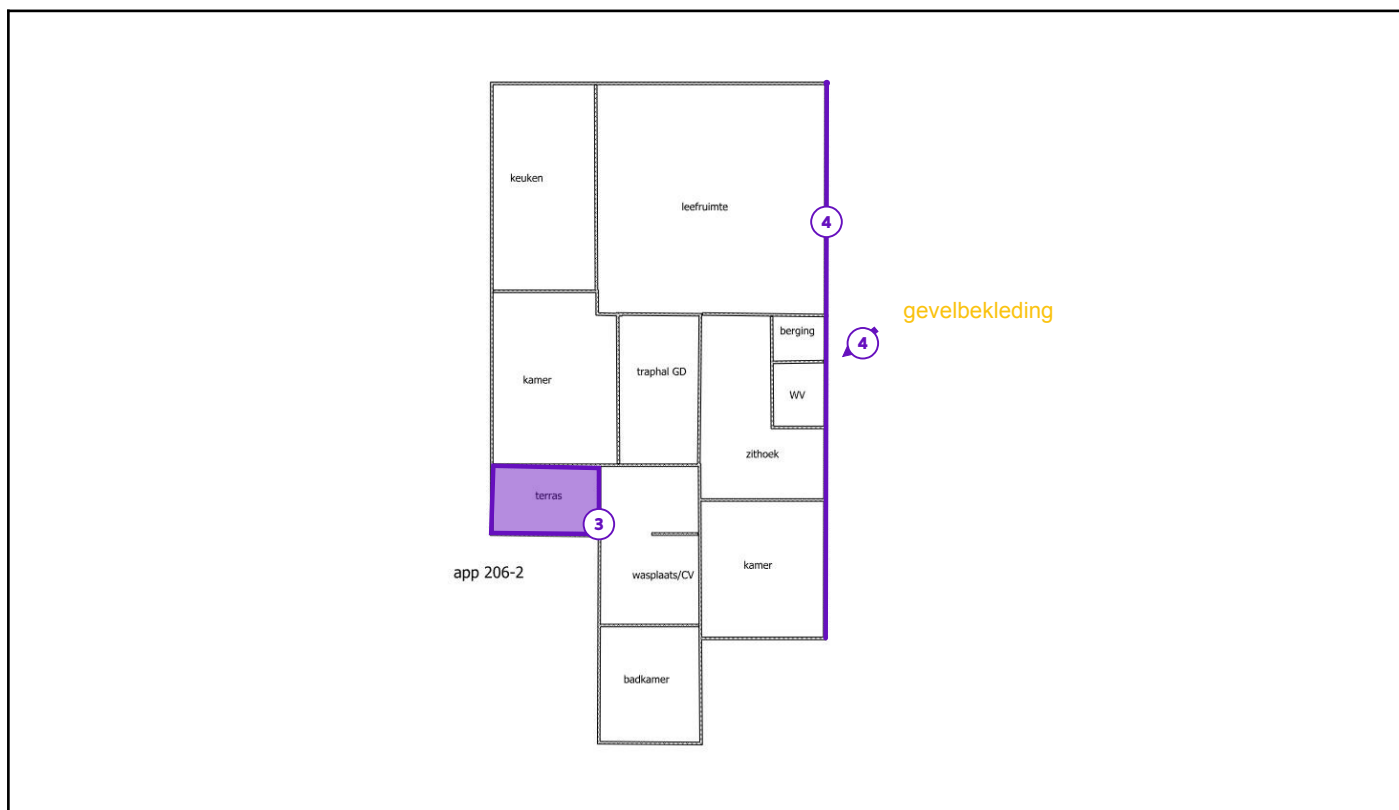 keuken
leefruimte
4
gevelbekleding
berging
4
traphal GD
kamer
WV
zithoek
terras
3
kamer
app 206-2
wasplaats/CV
badkamer